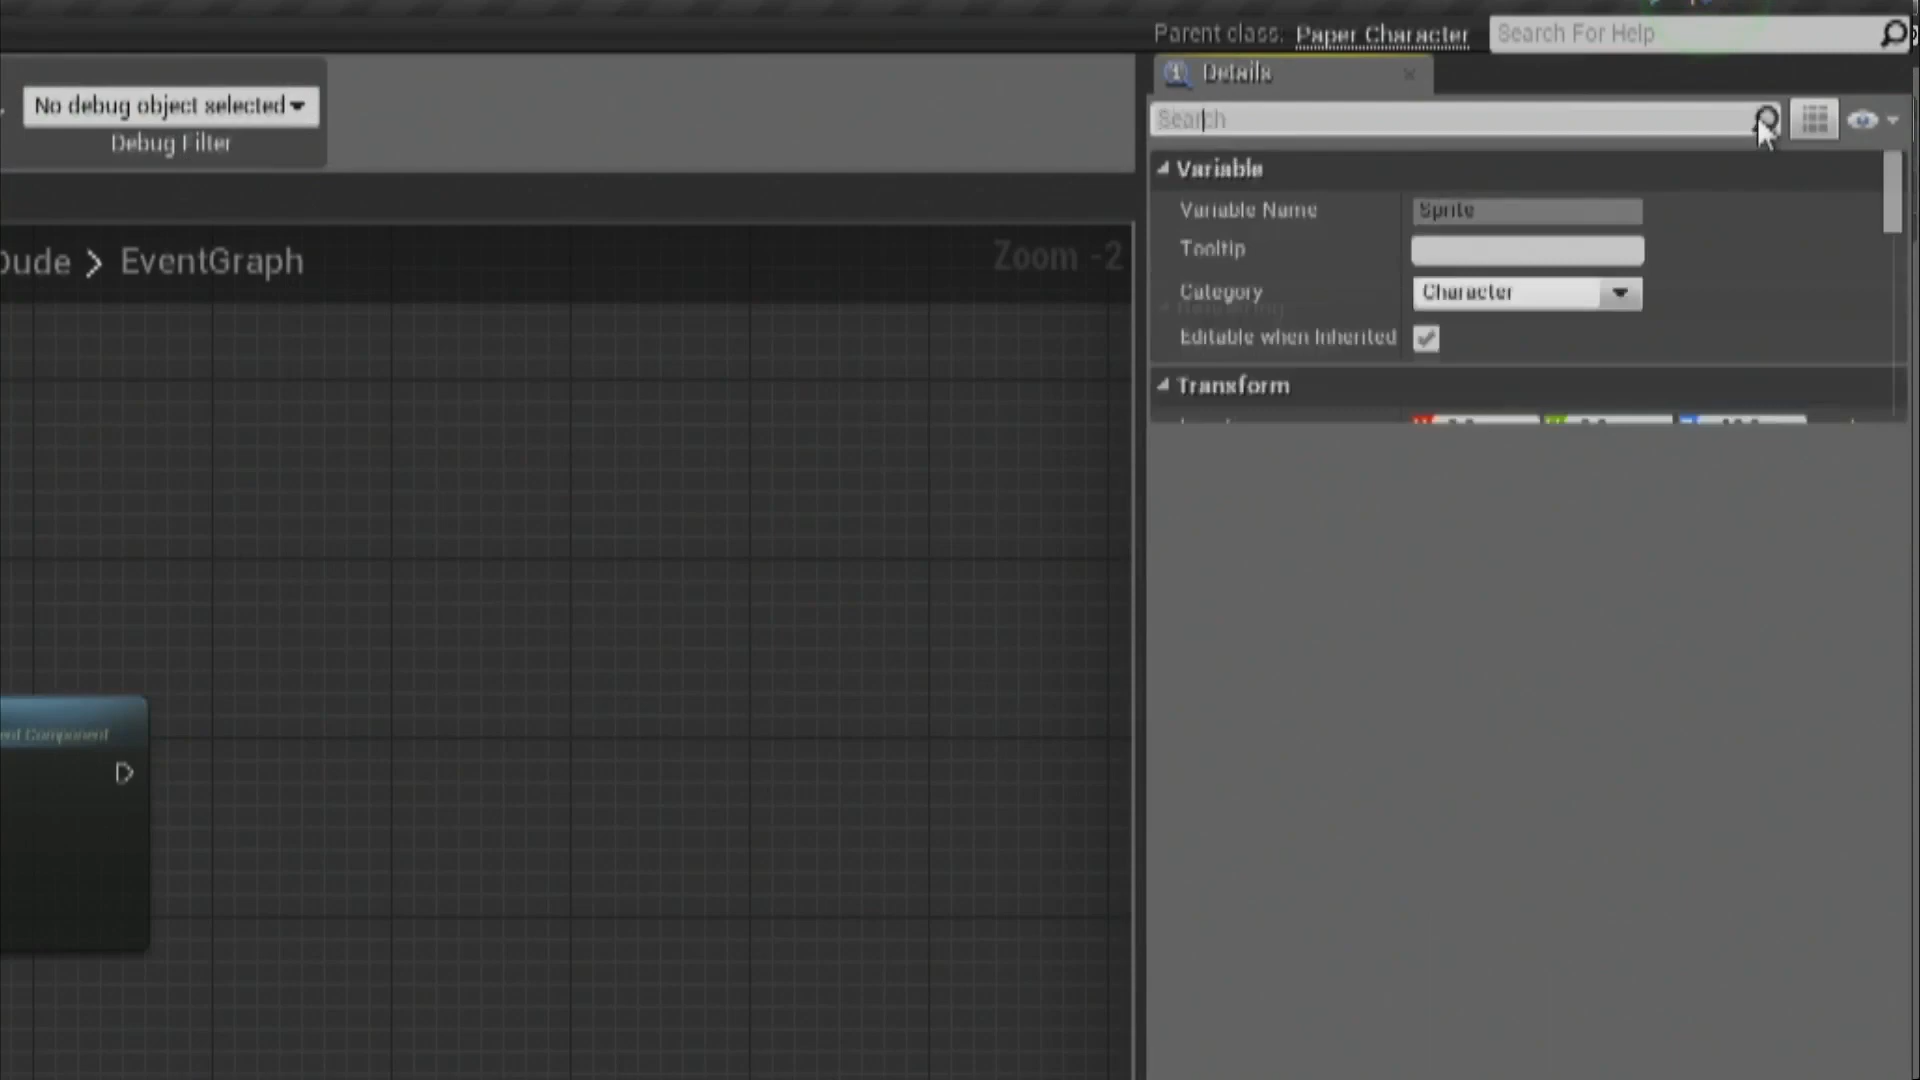 Parent class: Paper Character
Search For Help
Details
No debug object selected
Debug Filter
Search
Variable
Variable Name Sprite
Tooltip
Category Character
Editable when Inherited
Transform
Dude > EventGraph
Zoom -2
Component